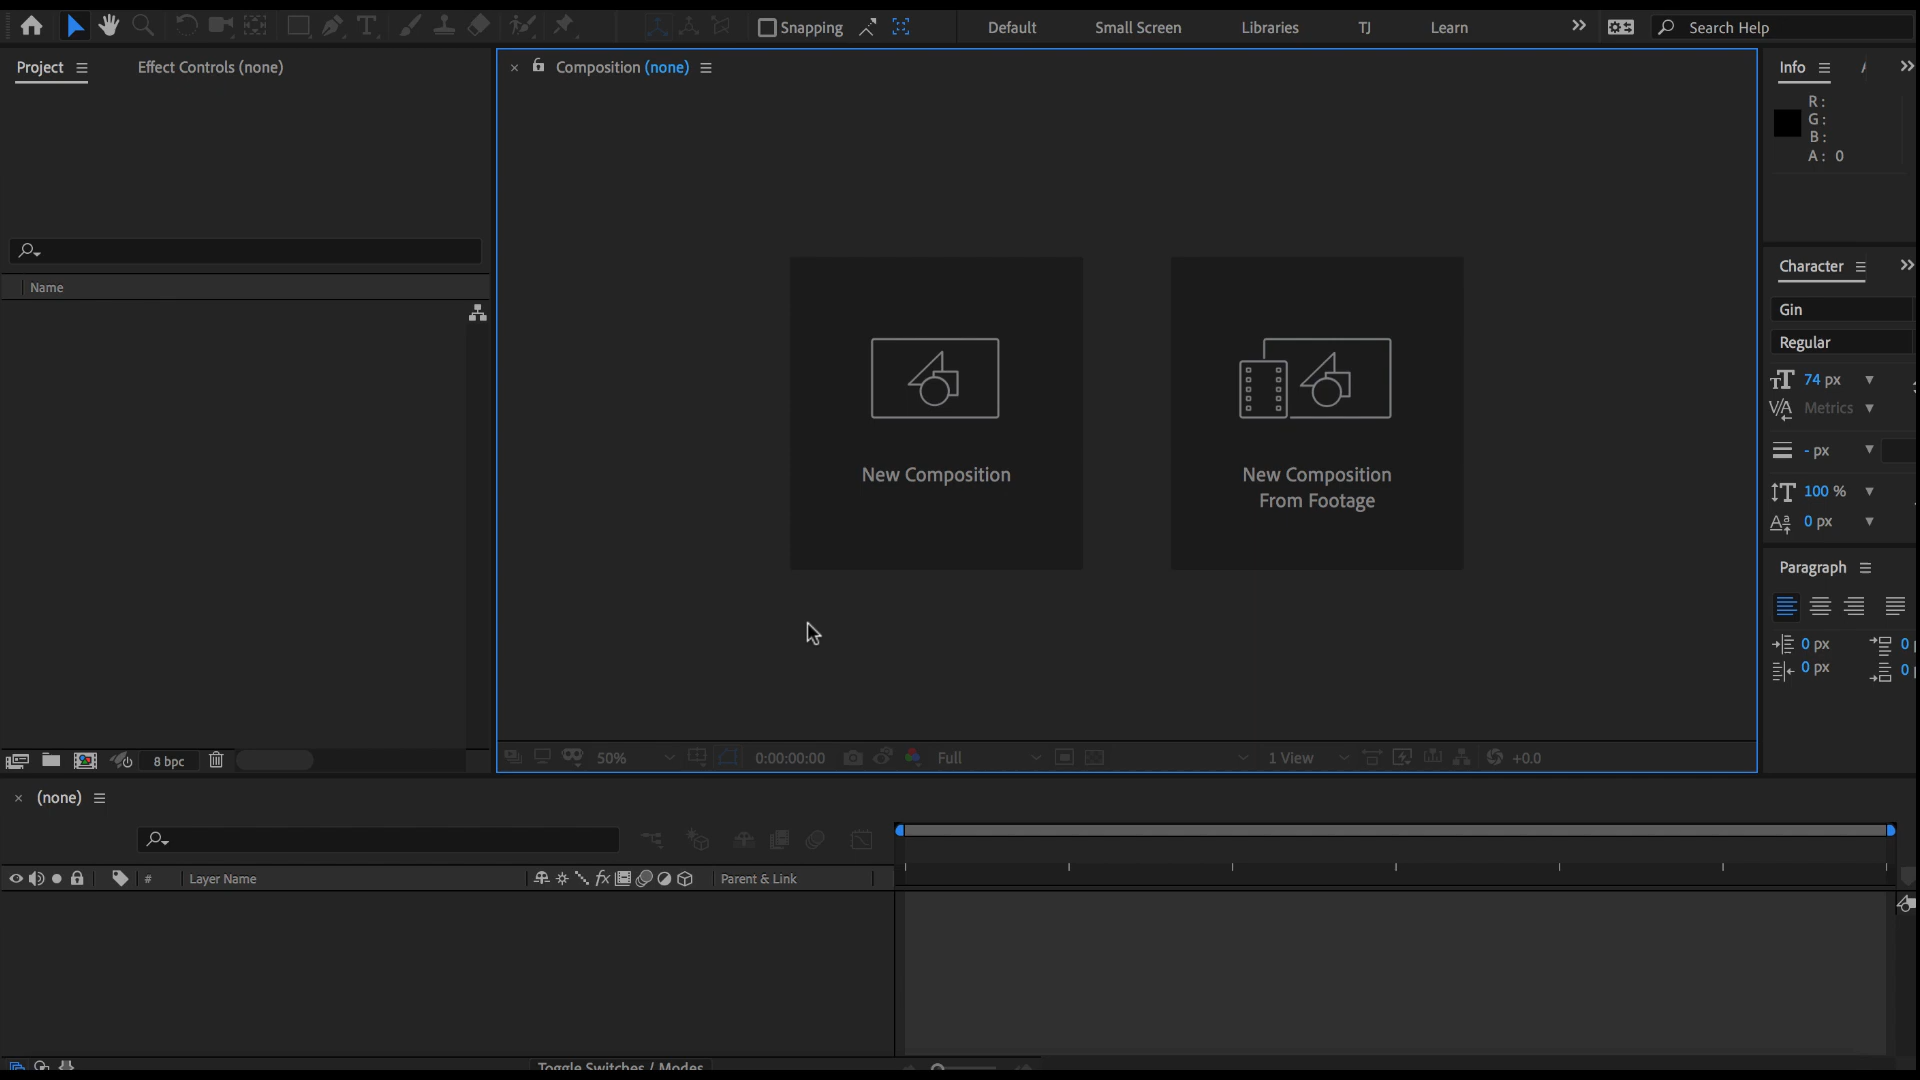 Snapping
Default
Small Screen
Libraries
TJ
Learn
Search Help
Project
Effect Controls (none)
Composition (none)
Info
R:
G:
B:
A: 0
Name
New Composition
New Composition
From Footage
Character
Gin
Regular
74 px
Metrics
- px
100 %
0 px
Paragraph
0 px
0
0 px
0
8 bpc
50%
0:00:00:00
Full
1 View
+0.0
(none)
#
Layer Name
fx
Parent & Link
Toggle Switches / Modes